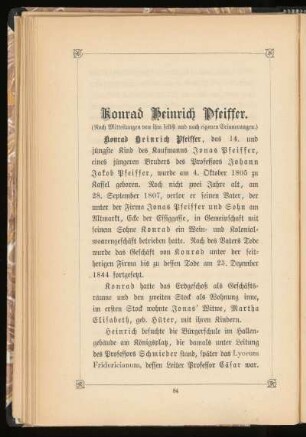 Konrad Heinrich Pfeiffer.
(Nach Mitteilungen von ihm selbst und nach eigenen Erinnerungen.)
Konrad Heinrich Pfeiffer, das 14. und
jüngste Kind des Kaufmanns Jonas Pfeiffer,
eines jüngeren Bruders des Professors Johann
Jakob Pfeiffer, wurde am 4. Oktober 1805 zu
Kassel geboren. Noch nicht zwei Jahre alt, am
28. September 1807, verlor er seinen Vater, der
unter der Firma Jonas Pfeiffer und Sohn am
Altmarkt, Ecke der Essiggesse, in Gemeinschaft mit
seinem Sohne Konrad ein Wein- und Kolonial-
warengeschäft betrieben hatte. Nach des Vaters Tode
wurde das Geschäft von Konrad unter der seit-
herigen Firma bis zu dessen Tode am 25. Dezember
1844 fortgesetzt.
Konrad hatte das Erdgeschoß als Geschäfts-
räume und den zweiten Stock als Wohnung inne,
im ersten Stock wohnte Jonas' Witwe, Martha
Elisabeth, geb. Hüter, mit ihren Kindern.
Heinrich besuchte die Bürgerschule im Hallen-
gebäude am Königsplatz, die damals unter Leitung
des Professors Schwieder stand, später das Lyceum
Fridericianum, dessen Leiter Professor Cäsar war.
84